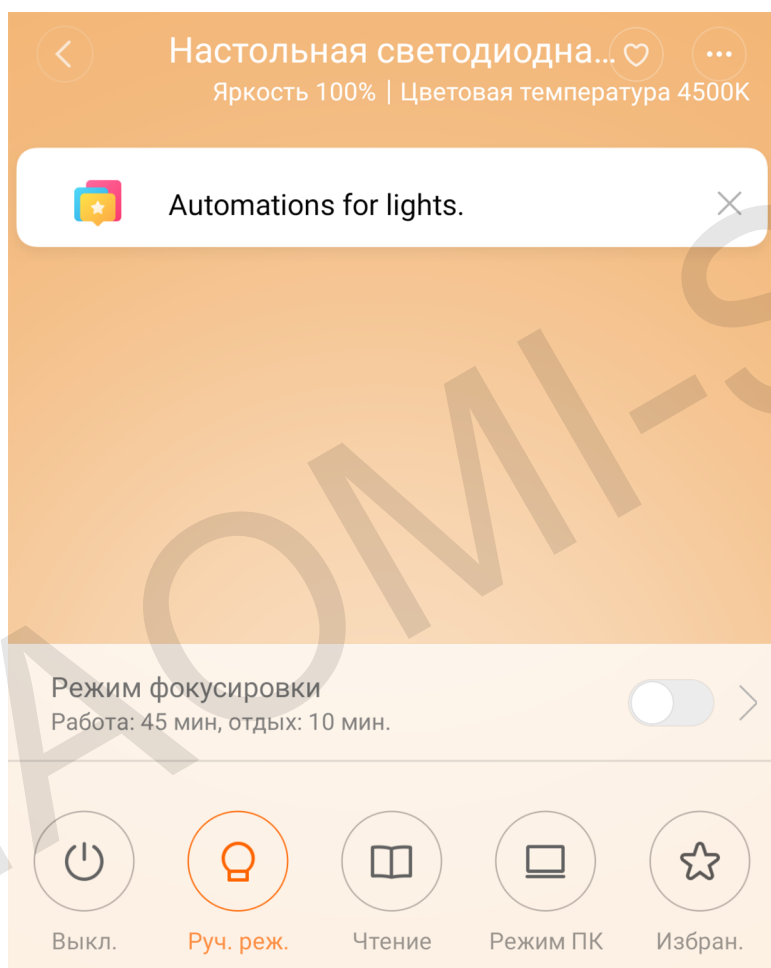 Настольная светодиодна...
Яркость 100% | Цветовая температура 4500K
Automations for lights.
Режим фокусировки
Работа: 45 мин, отдых: 10 мин.
Выкл. Руч. реж. Чтение Режим ПК Избран.
AOMI-S